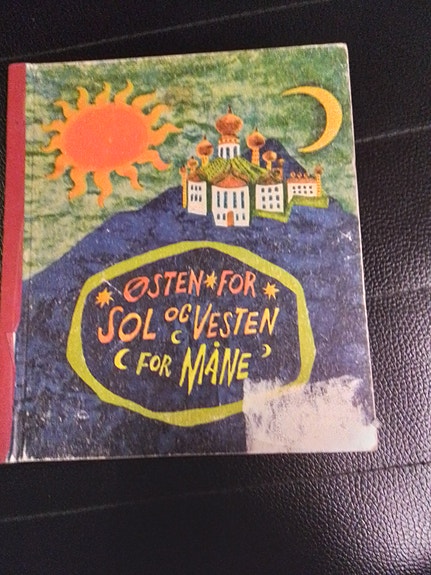 ØSTEN FOR
SOL OG VESTEN
FOR MÅNE